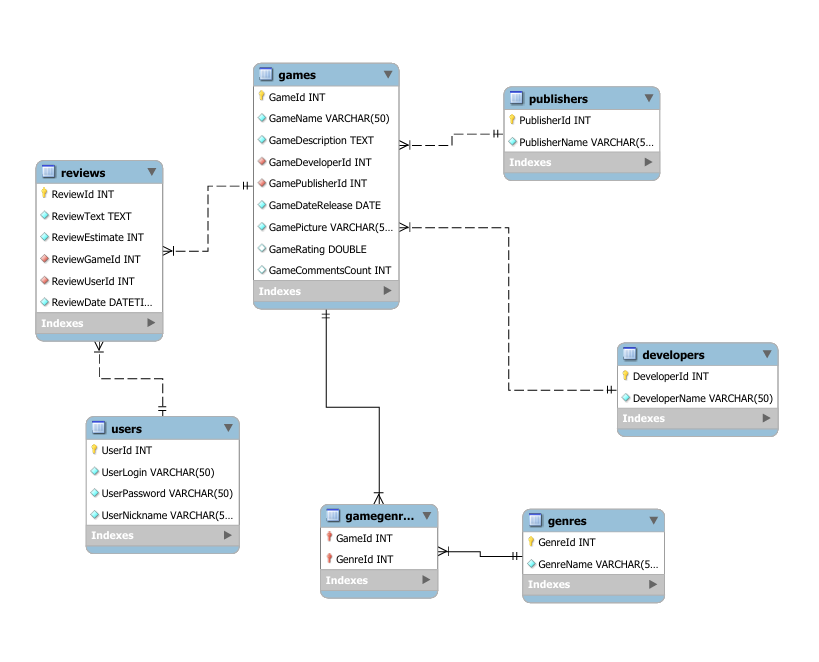 games
GameId INT
GameName VARCHAR(50)
GameDescription TEXT
GameDeveloperId INT
GamePublisherId INT
GameDateRelease DATE
GamePicture VARCHAR(5...
GameRating DOUBLE
GameCommentsCount INT
Indexes
publishers
PublisherId INT
PublisherName VARCHAR(5...
Indexes
reviews
ReviewId INT
ReviewText TEXT
ReviewEstimate INT
ReviewGameId INT
ReviewUserId INT
ReviewDate DATETI...
Indexes
developers
DeveloperId INT
DeveloperName VARCHAR(50)
Indexes
users
UserId INT
UserLogin VARCHAR(50)
UserPassword VARCHAR(50)
UserNickname VARCHAR(5...
Indexes
gamegenr...
GameId INT
GenreId INT
Indexes
genres
GenreId INT
GenreName VARCHAR(5...
Indexes